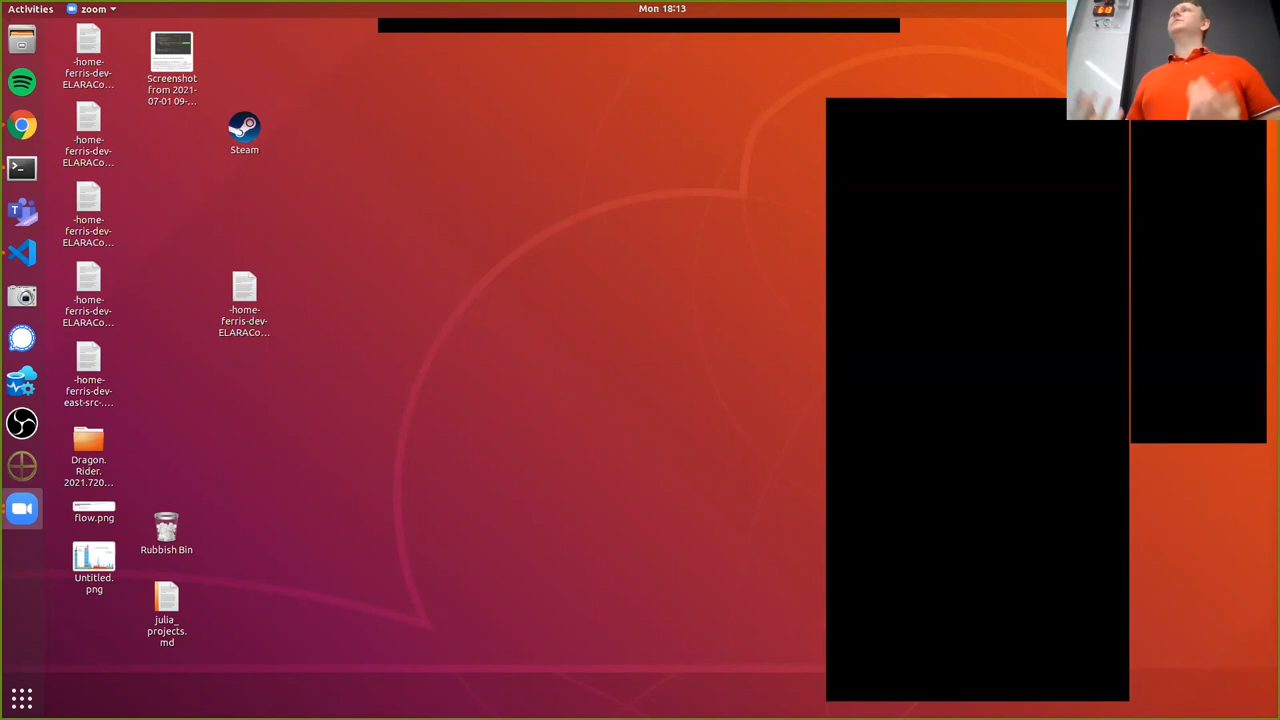 Activities
zoom
Mon 18:13
6:13
-home-
ferris-dev-
ELARACo...
-home-
ferris-dev-
ELARACo...
-home-
ferris-dev-
ELARACo...
-home-
ferris-dev-
ELARACo...
-home-
ferris-dev-
east-src-....
Dragon.
Rider.
2021.720...
flow.png
Untitled.
png
Screenshot
from 2021-
07-01 09-...
Steam
-home-
ferris-dev-
ELARACo...
Rubbish Bin
julia_
projects.
md